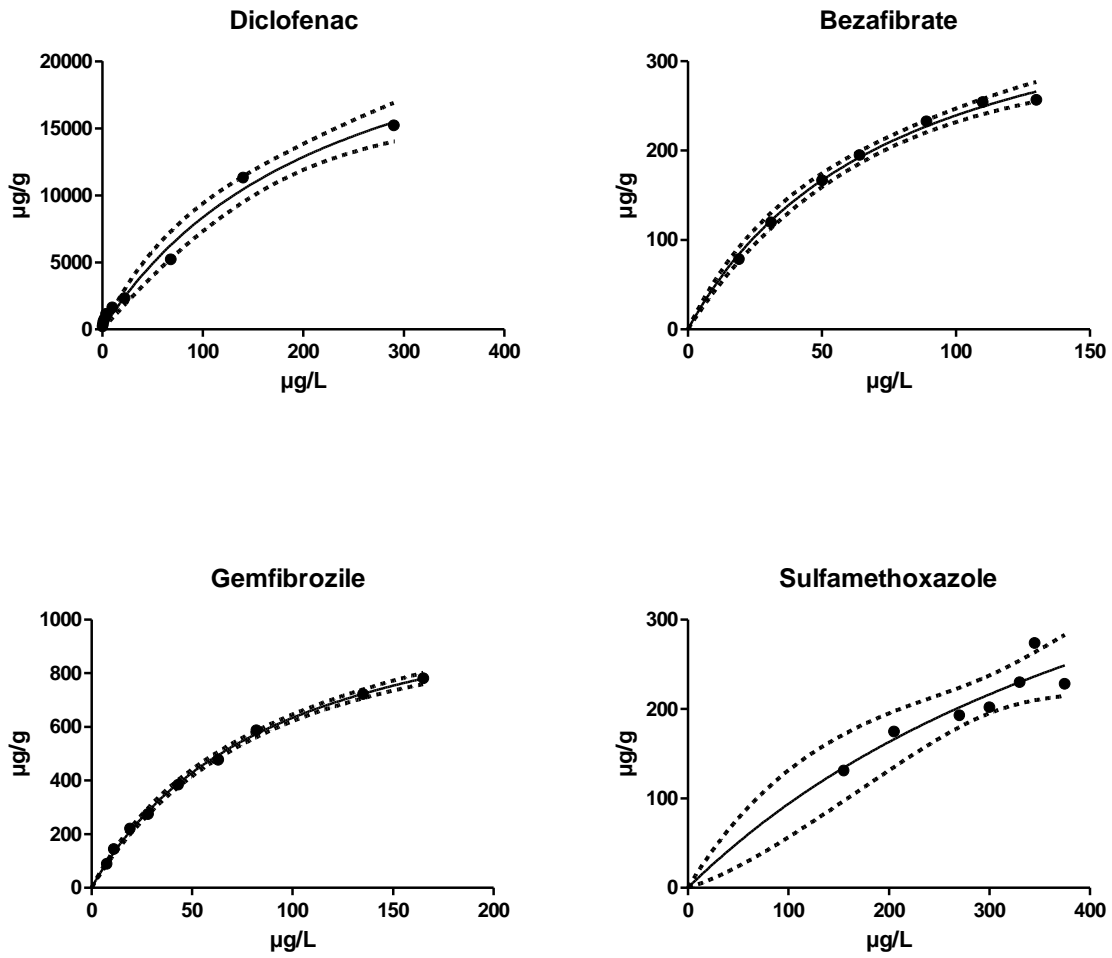 Diclofenac
20000
15000
10000
5000
0
µg/g
0 100 200 300 400
µg/L
Bezafibrate
300
200
100
0
µg/g
0 50 100 150
µg/L
Gemfibrozile
1000
800
600
400
200
0
µg/g
0 50 100 150 200
µg/L
Sulfamethoxazole
300
200
100
0
µg/g
0 100 200 300 400
µg/L